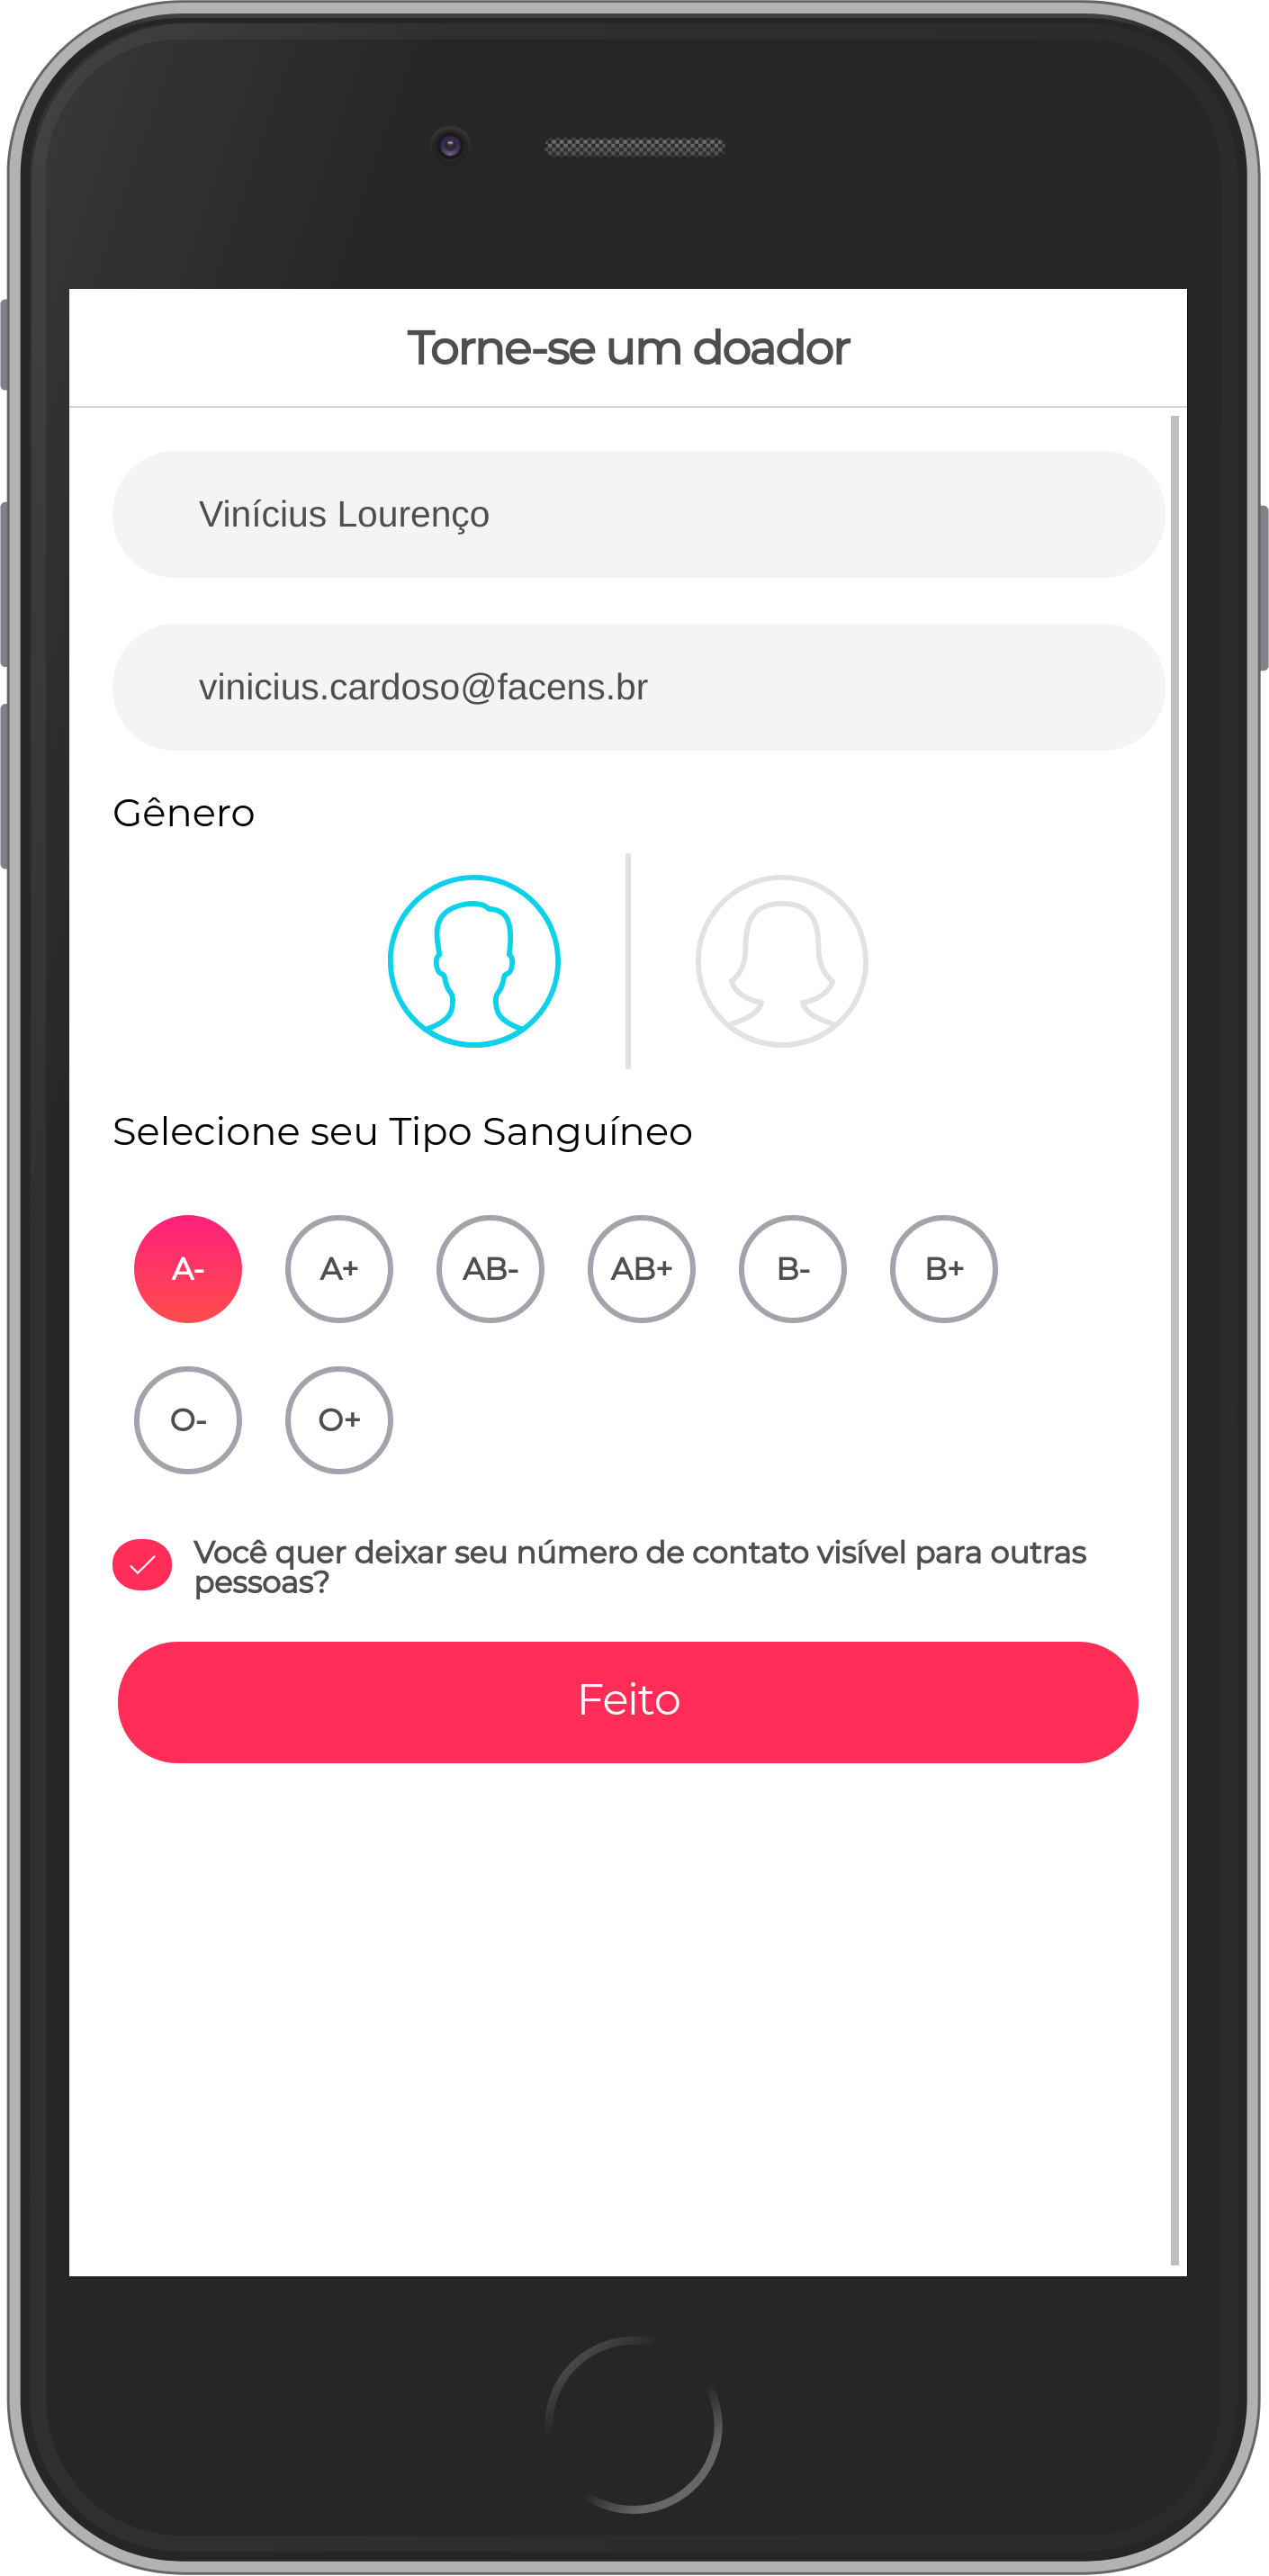 Torne-se um doador
Vinícius Lourenço
vinicius.cardoso@facens.br
Gênero
Selecione seu Tipo Sanguíneo
A- A+ AB- AB+ B- B+
O- O+
Você quer deixar seu número de contato visível para outras
pessoas?
Feito